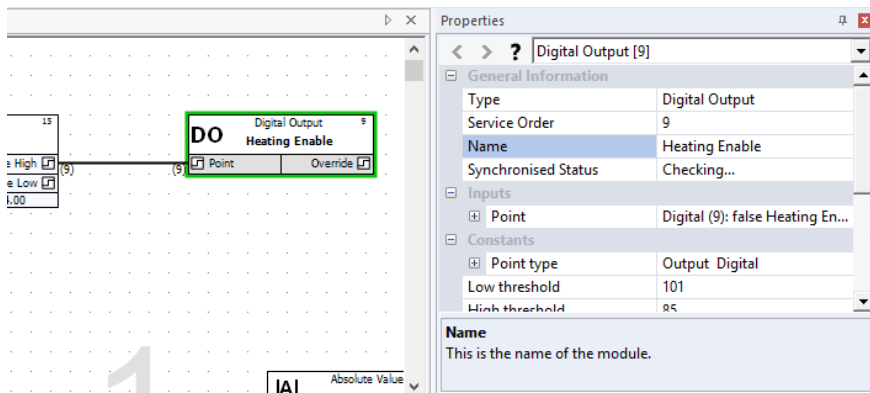 Properties
? Digital Output [9]
General Information
Type Digital Output
Service Order 9
Name Heating Enable
Synchronised Status Checking...
Inputs
Point Digital (9): false Heating En...
Constants
Point type Output Digital
Low threshold 101
High threshold 85
Name
This is the name of the module.
15
e High (9)
e Low
4.00
Digital Output 9
DO Heating Enable
(9) Point Override
1
Absolute Value
|A|